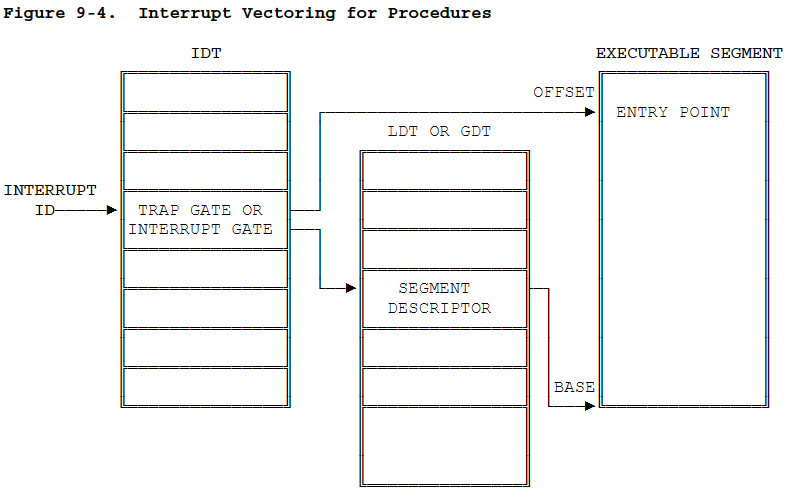 Figure 9-4.  Interrupt Vectoring for Procedures
IDT
EXECUTABLE SEGMENT
OFFSET
ENTRY POINT
LDT OR GDT
INTERRUPT
ID
TRAP GATE OR
INTERRUPT GATE
SEGMENT
DESCRIPTOR
BASE